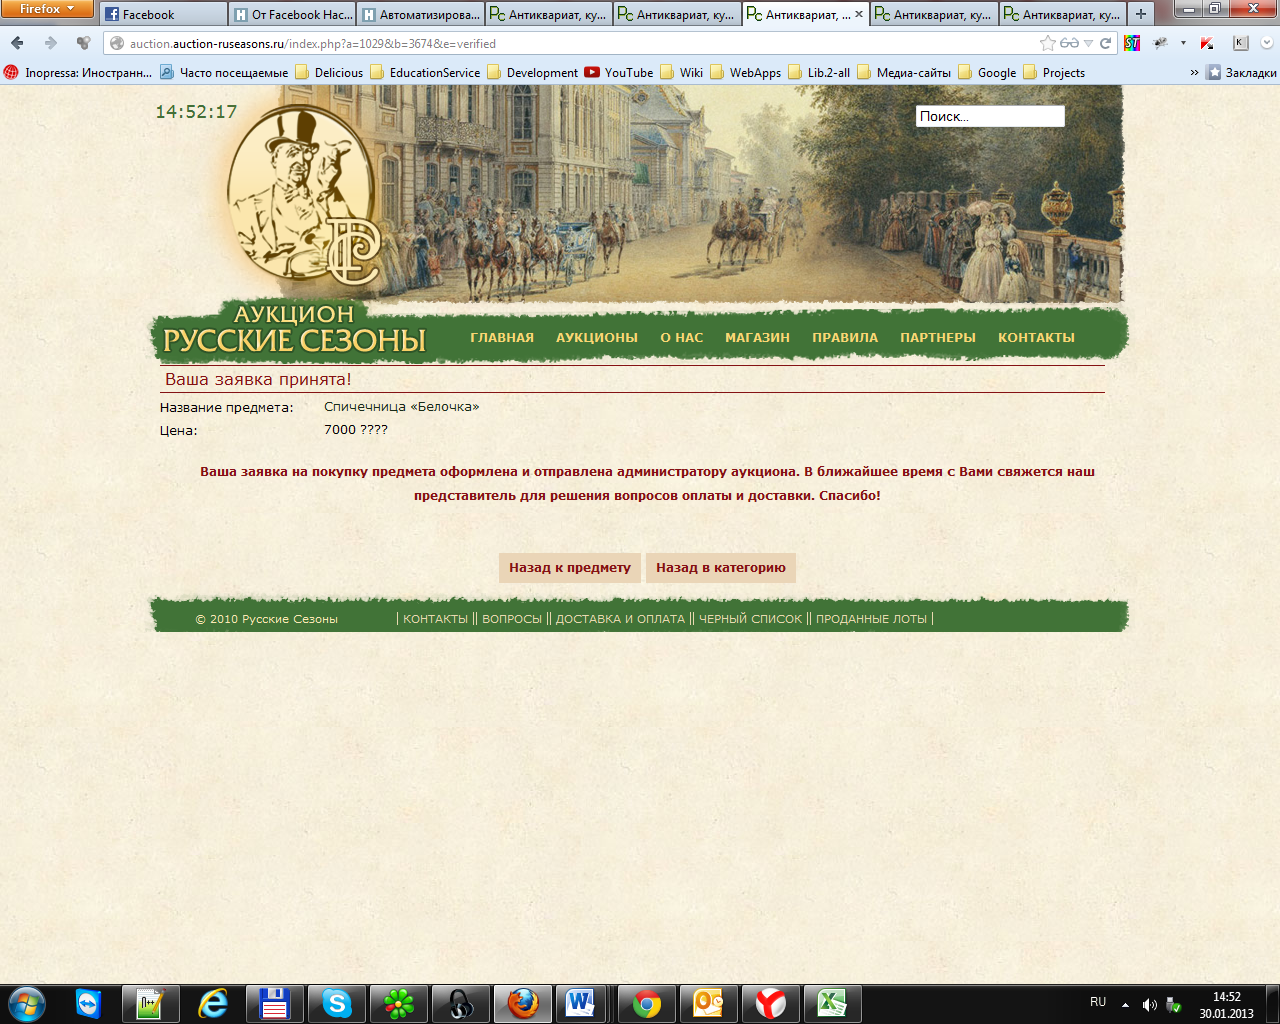 Firefox
Facebook
От Facebook Нас...
Автоматизирова...
Антиквариат, ку...
Антиквариат, ку...
Антиквариат, ...
Антиквариат, ку...
Антиквариат, ку...
auction.auction-ruseasons.ru/index.php?a=1029&b=3674&e=verified
Inopressa: Иностранн...
Часто посещаемые
Delicious
EducationService
Development
YouTube
Wiki
WebApps
Lib.2-all
Медиа-сайты
Google
Projects
Закладки
14:52:17
Поиск...
РС
АУКЦИОН
РУССКИЕ СЕЗОНЫ
ГЛАВНАЯ АУКЦИОНЫ О НАС МАГАЗИН ПРАВИЛА ПАРТНЕРЫ КОНТАКТЫ
Ваша заявка принята!
Название предмета: Спичечница «Белочка»
Цена: 7000 ????
Ваша заявка на покупку предмета оформлена и отправлена администратору аукциона. В ближайшее время с Вами свяжется наш
представитель для решения вопросов оплаты и доставки. Спасибо!
Назад к предмету Назад в категорию
© 2010 Русские Сезоны
| КОНТАКТЫ || ВОПРОСЫ || ДОСТАВКА И ОПЛАТА || ЧЕРНЫЙ СПИСОК || ПРОДАННЫЕ ЛОТЫ |
RU
14:52
30.01.2013